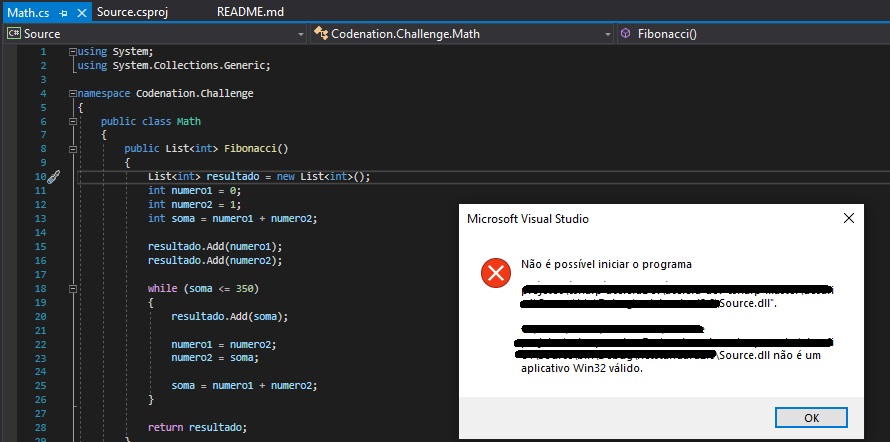 Math.cs Source.csproj README.md
C# Source Codenation.Challenge.Math Fibonacci()
1 using System;
2 using System.Collections.Generic;
3
4 namespace Codenation.Challenge
5 {
6 public class Math
7 {
8 public List<int> Fibonacci()
9 {
10 List<int> resultado = new List<int>();
11 int numero1 = 0;
12 int numero2 = 1;
13 int soma = numero1 + numero2;
14
15 resultado.Add(numero1);
16 resultado.Add(numero2);
17
18 while (soma <= 350)
19 {
20 resultado.Add(soma);
21
22 numero1 = numero2;
23 numero2 = soma;
24
25 soma = numero1 + numero2;
26 }
27
28 return resultado;
29 }
Microsoft Visual Studio
Não é possível iniciar o programa
\Source.dll".
\Source.dll não é um
aplicativo Win32 válido.
OK